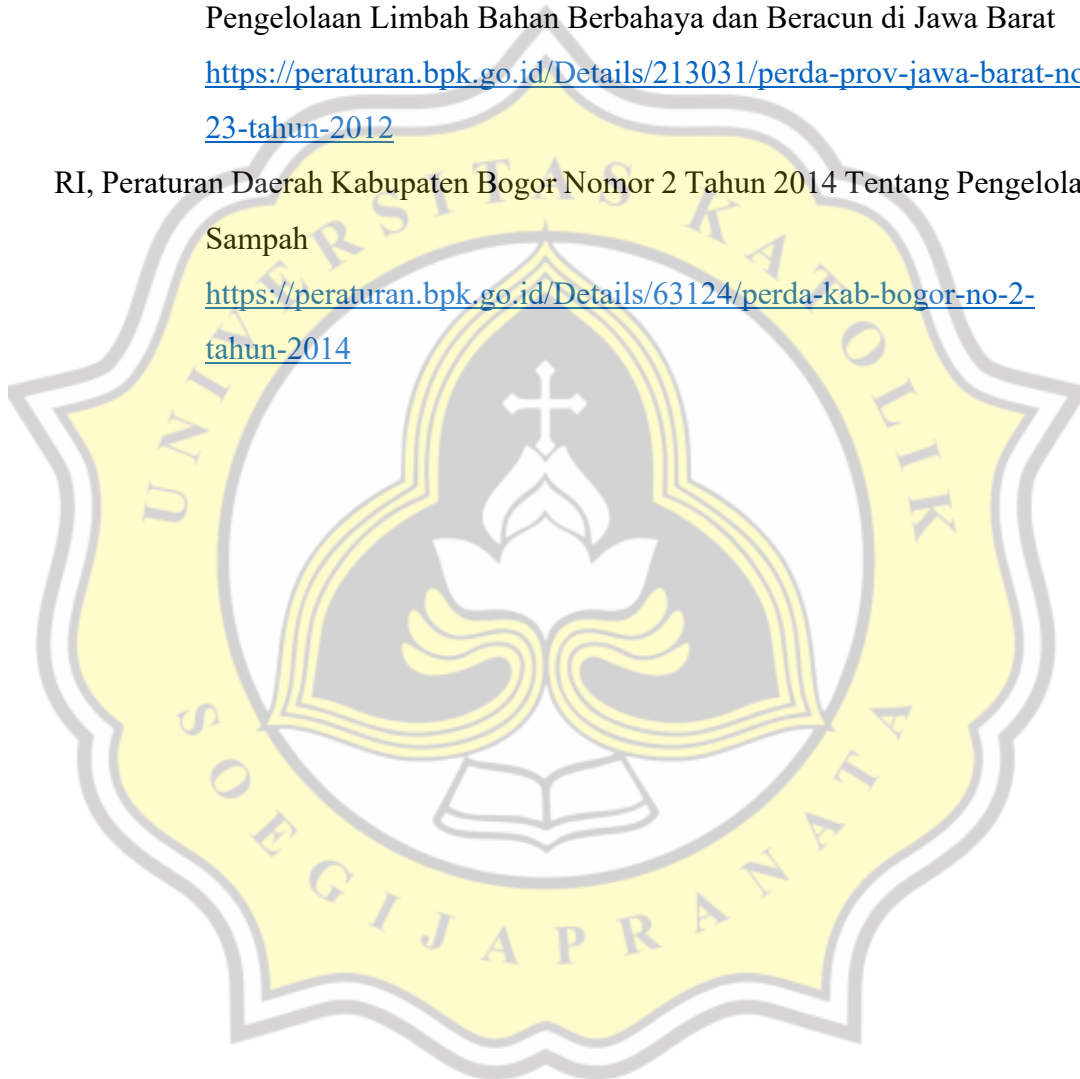 Pengelolaan Limbah Bahan Berbahaya dan Beracun di Jawa Barat
https://peraturan.bpk.go.id/Details/213031/perda-prov-jawa-barat-no
23-tahun-2012
RI, Peraturan Daerah Kabupaten Bogor Nomor 2 Tahun 2014 Tentang Pengelola
Sampah
https://peraturan.bpk.go.id/Details/63124/perda-kab-bogor-no-2-
tahun-2014
UNIVERSITAS KATOLIK
SOEGIJAPRANATA